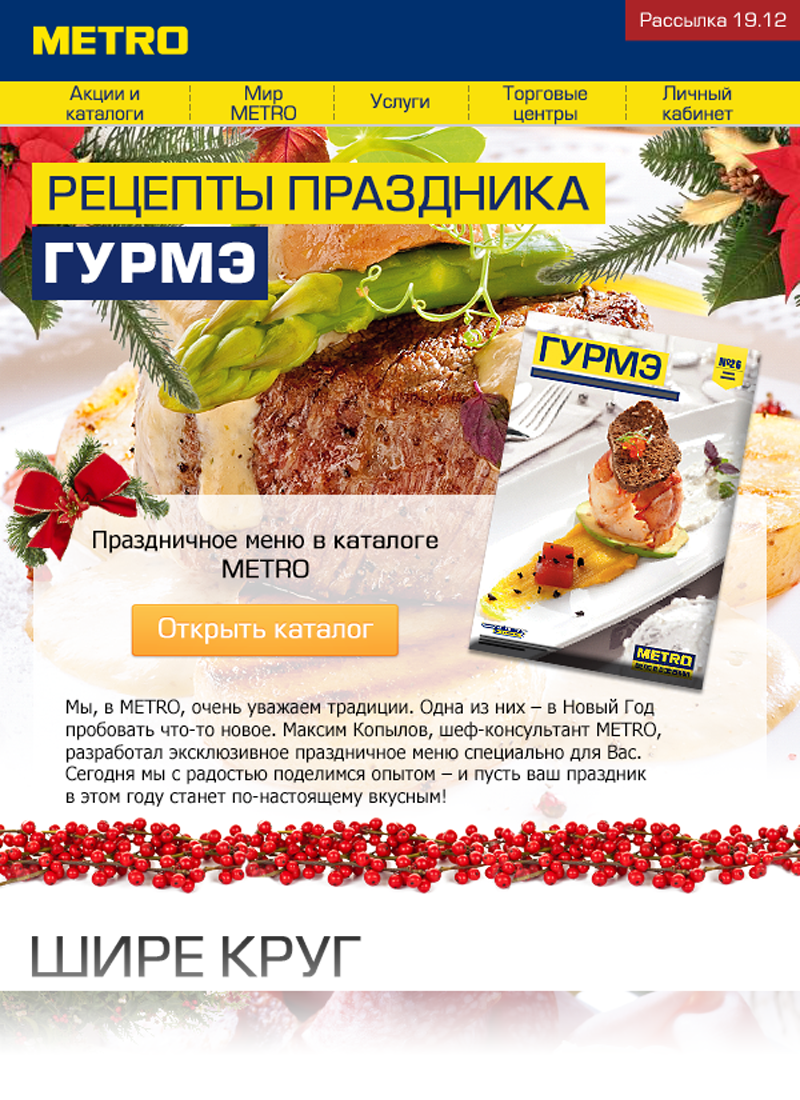 METRO
Рассылка 19.12
Акции и
каталоги
Мир
METRO
Услуги
Торговые
центры
Личный
кабинет
РЕЦЕПТЫ ПРАЗДНИКА
ГУРМЭ
ГУРМЭ
№26
Праздничное меню в каталоге
METRO
Открыть каталог
METRO
Мы, в METRO, очень уважаем традиции. Одна из них – в Новый Год
пробовать что-то новое. Максим Копылов, шеф-консультант METRO,
разработал эксклюзивное праздничное меню специально для Вас.
Сегодня мы с радостью поделимся опытом – и пусть ваш праздник
в этом году станет по-настоящему вкусным!
ШИРЕ КРУГ